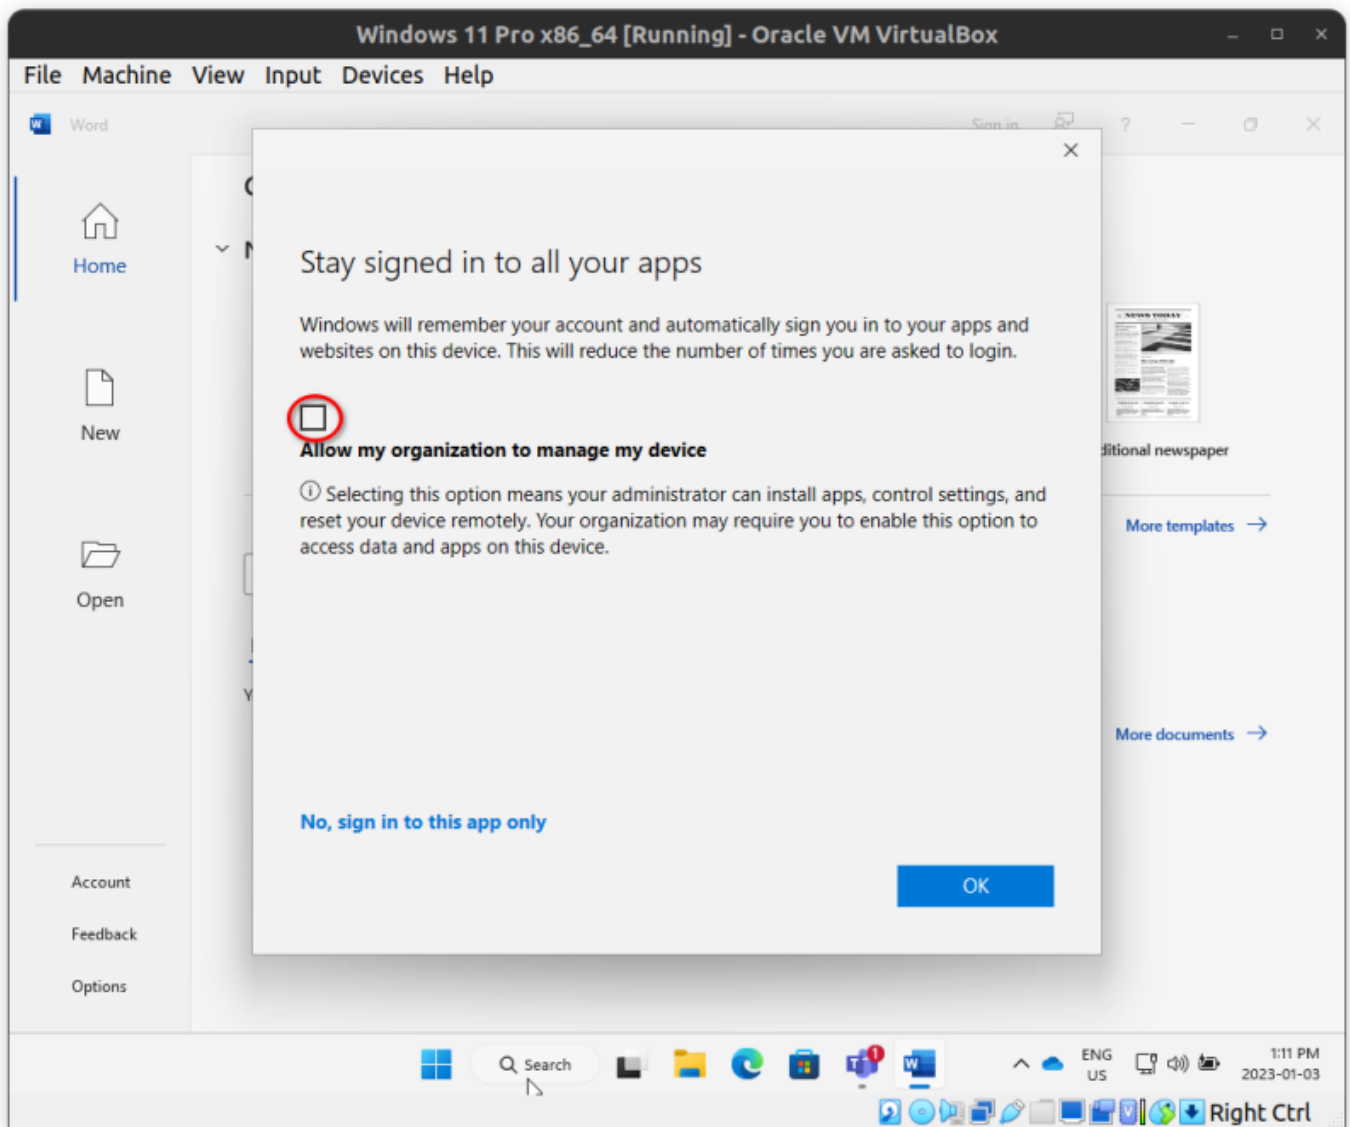 Windows 11 Pro x86_64 [Running] - Oracle VM VirtualBox
File Machine View Input Devices Help
Word
Sign in
Home
New
Open
Account
Feedback
Options
Stay signed in to all your apps
Windows will remember your account and automatically sign you in to your apps and
websites on this device. This will reduce the number of times you are asked to login.
Allow my organization to manage my device
Selecting this option means your administrator can install apps, control settings, and
reset your device remotely. Your organization may require you to enable this option to
access data and apps on this device.
No, sign in to this app only
OK
NEWS TODAY
ditional newspaper
More templates
More documents
Search
1
ENG
US
1:11 PM
2023-01-03
Right Ctrl